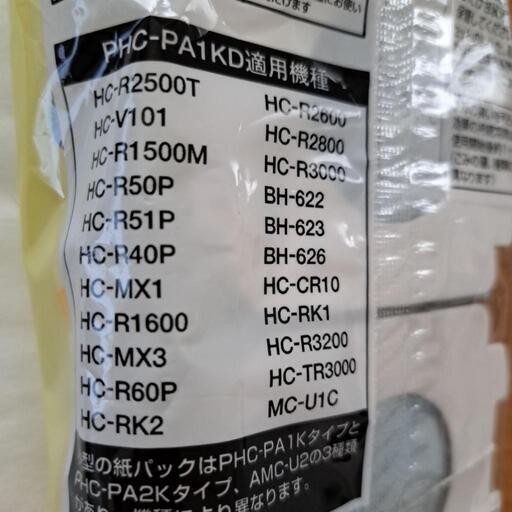 PHC-PA1KD適用機種
HC-R2500T
HC-V101
HC-R1500M
HC-R50P
HC-R51P
HC-R40P
HC-MX1
HC-R1600
HC-MX3
HC-R60P
HC-RK2
HC-R2600
HC-R2800
HC-R3000
BH-622
BH-623
BH-626
HC-CR10
HC-RK1
HC-R3200
HC-TR3000
MC-U1C
型の紙パックはPHC-PA1Kタイプと
PHC-PA2Kタイプ、AMC-U2の3種類
があり、機種により異なります。